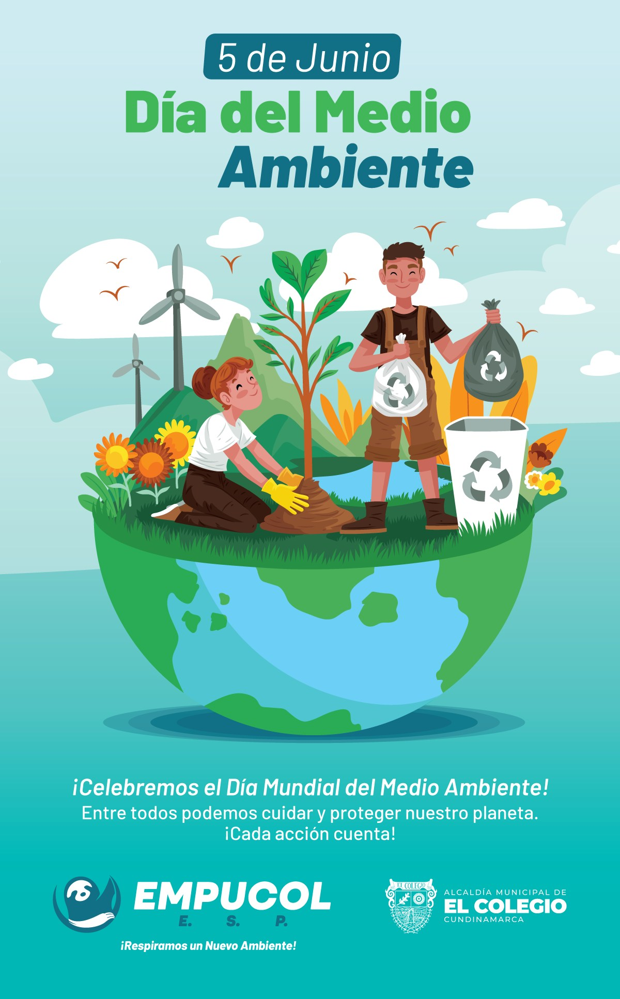 5 de Junio
Día del Medio
Ambiente
¡Celebremos el Día Mundial del Medio Ambiente!
Entre todos podemos cuidar y proteger nuestro planeta.
¡Cada acción cuenta!
EMPUCOL
E. S. P.
¡Respiramos un Nuevo Ambiente!
EL COLEGIO
ALCALDÍA MUNICIPAL DE
EL COLEGIO
CUNDINAMARCA